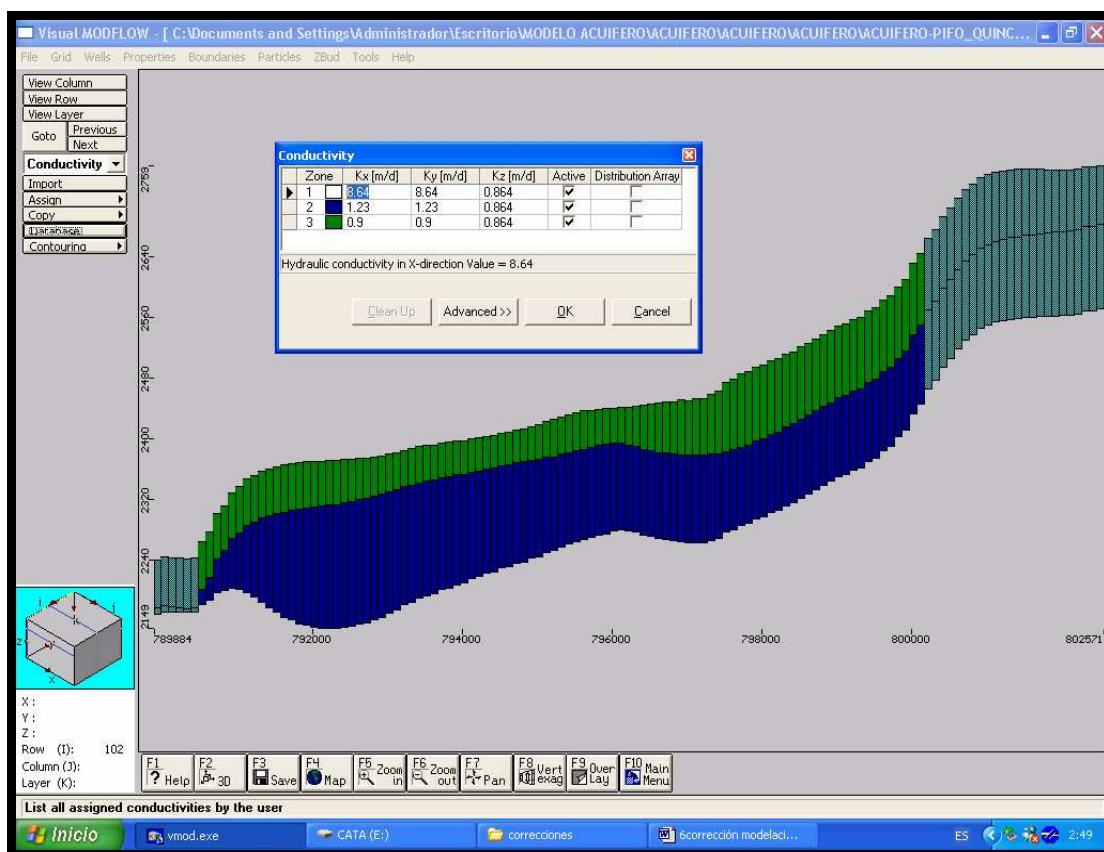 Visual MODFLOW - [ C:\Documents and Settings\Administrador\Escritorio\MODELO ACUIFERO\ACUIFERO\ACUIFERO\ACUIFERO-PIFO_QUINC...
File Grid Wells Properties Boundaries Particles ZBud Tools Help
View Column
View Row
View Layer
Goto Previous
Next
Conductivity
Import
Assign
Copy
Database
Contouring
Conductivity
Zone Kx [m/d] Ky [m/d] Kz [m/d] Active Distribution Array
1 8.64 8.64 0.864
2 1.23 1.23 0.864
3 0.9 0.9 0.864
Hydraulic conductivity in X-direction Value = 8.64
Clean Up Advanced >> OK Cancel
2759
2640
2560
2480
2400
2320
2240
2149
789884 792000 794000 796000 798000 800000 802571
i j
k
z y
x
X :
Y :
Z :
Row (I): 102
Column (J):
Layer (K):
F1 Help F2 3D F3 Save F4 Map F5 Zoom in F6 Zoom out F7 Pan F8 Vert exag F9 Over Lay F10 Main Menu
List all assigned conductivities by the user
Inicio vmod.exe CATA (E:) correcciones 6corrección modelaci... ES 2:49